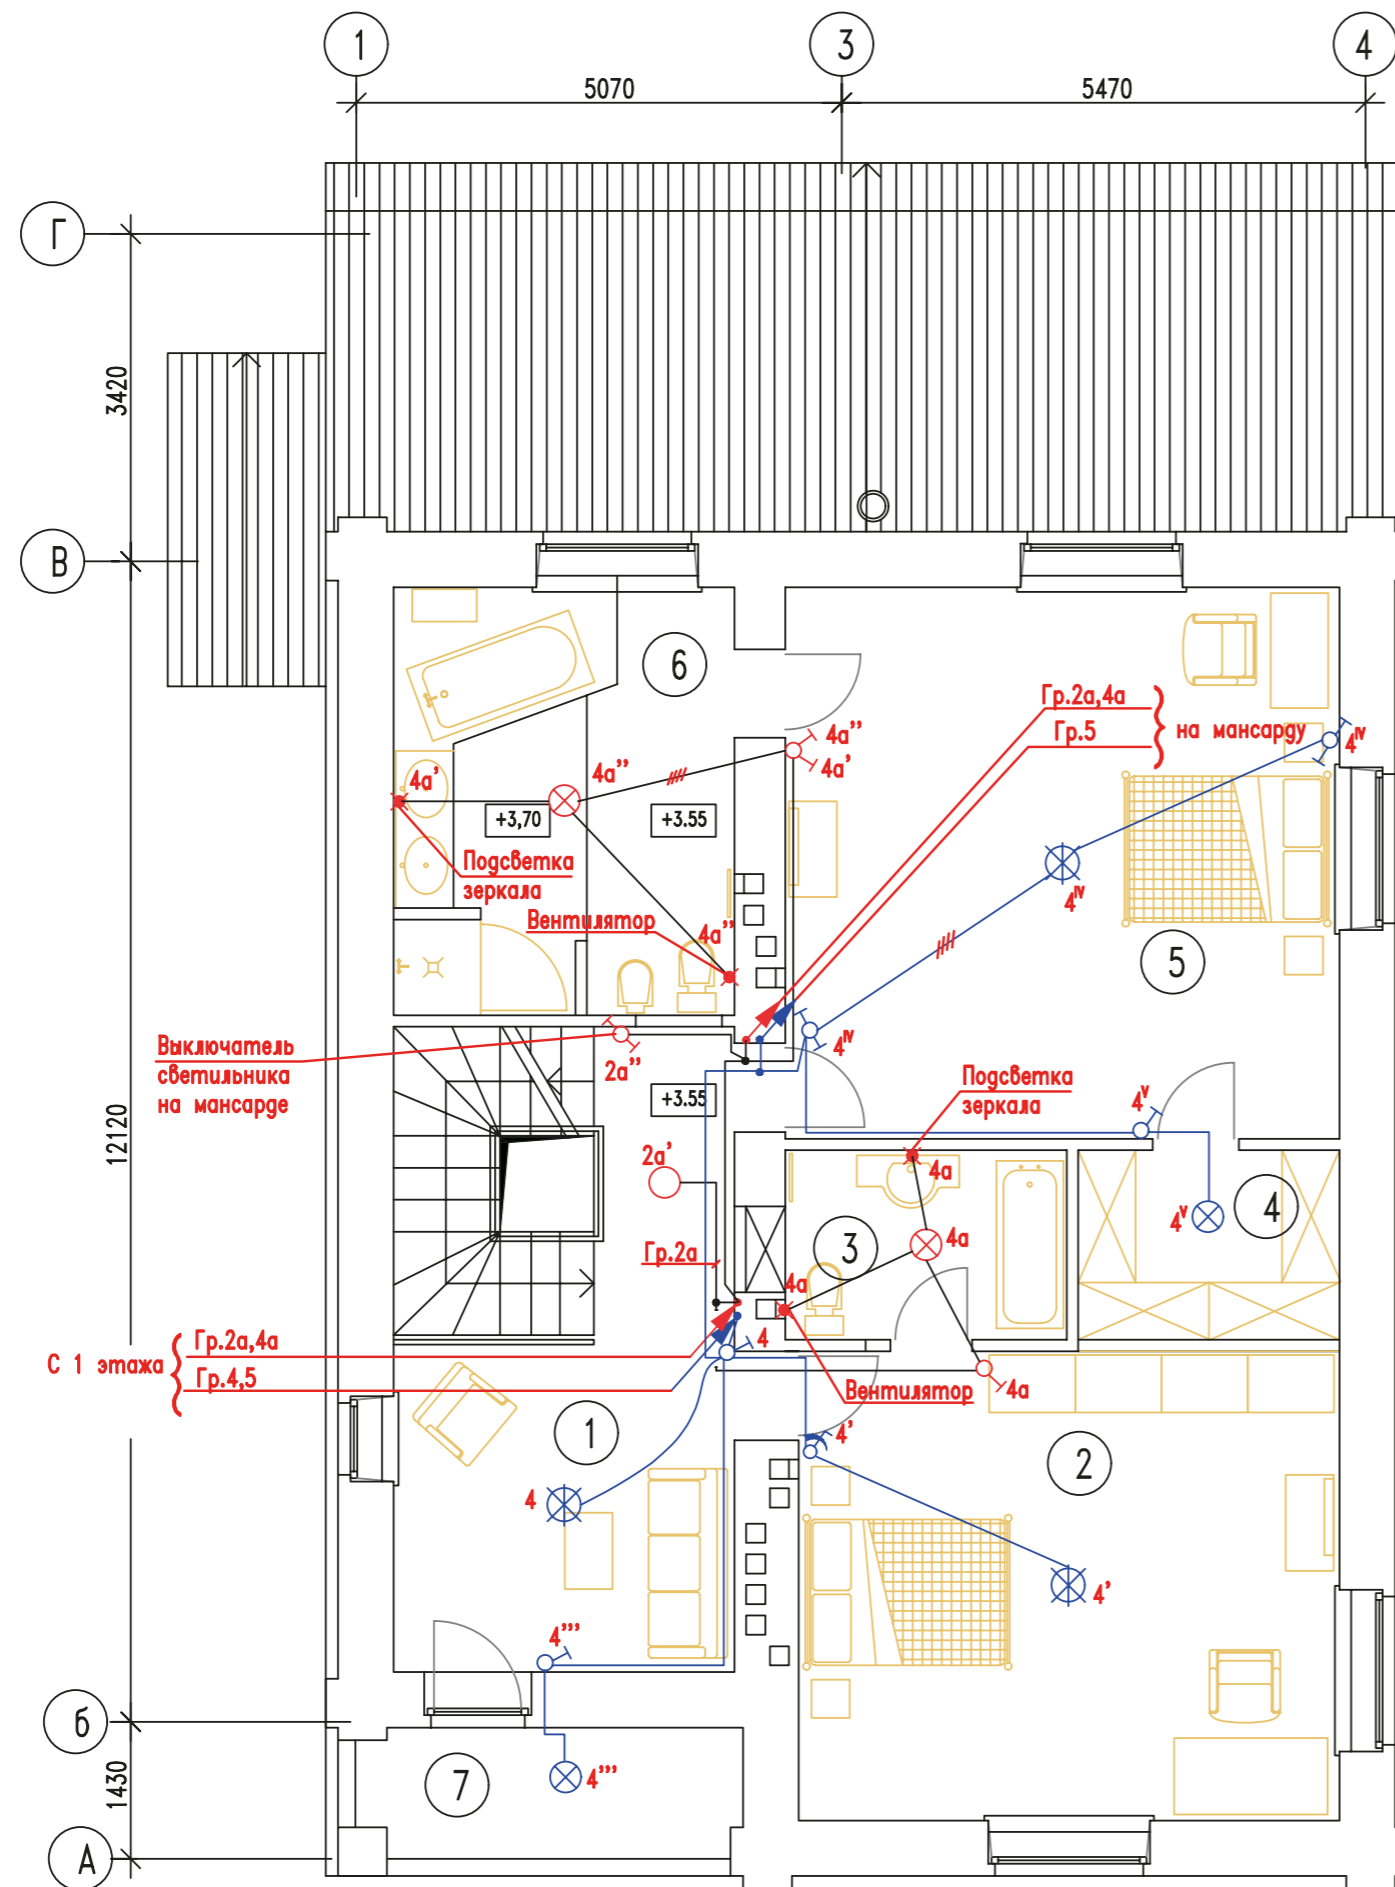 1
3
4
5070
5470
Г
3420
В
6
Гр.2а,4а
Гр.5
на мансарду
4а''
4а'
4ᴵⱽ
4а'
4а''
+3,70
+3.55
Подсветка
зеркала
4ᴵⱽ
Вентилятор
4а''
5
Выключатель
светильника
на мансарде
2а''
4ᴵⱽ
+3.55
Подсветка
зеркала
4ⱽ
12120
2а'
4а
4
4ⱽ
3
4а
Гр.2а
4а
С 1 этажа
Гр.2а,4а
Гр.4,5
4
Вентилятор
4а
1
4'
2
4
4'
4'''
б
7
4'''
1430
А